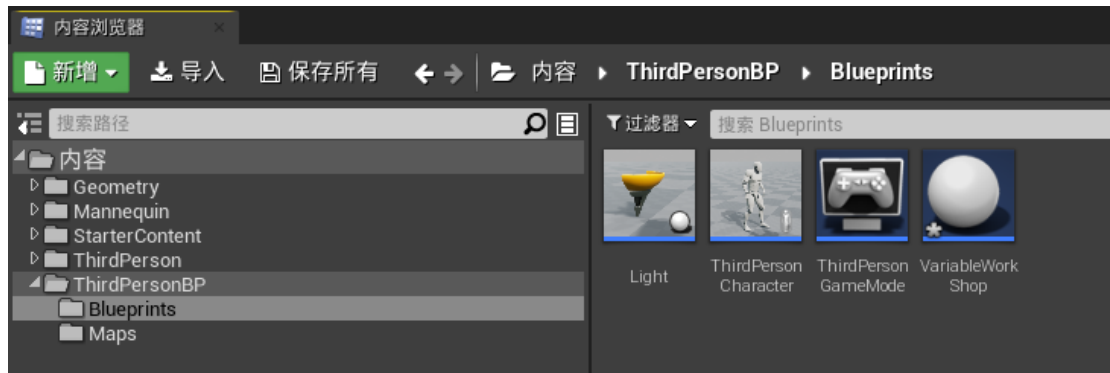 内容浏览器
新增 导入 保存所有 内容 ThirdPersonBP Blueprints
搜索路径
内容
Geometry
Mannequin
StarterContent
ThirdPerson
ThirdPersonBP
Blueprints
Maps
过滤器 搜索 Blueprints
Light
ThirdPerson
Character
ThirdPerson
GameMode
VariableWork
Shop